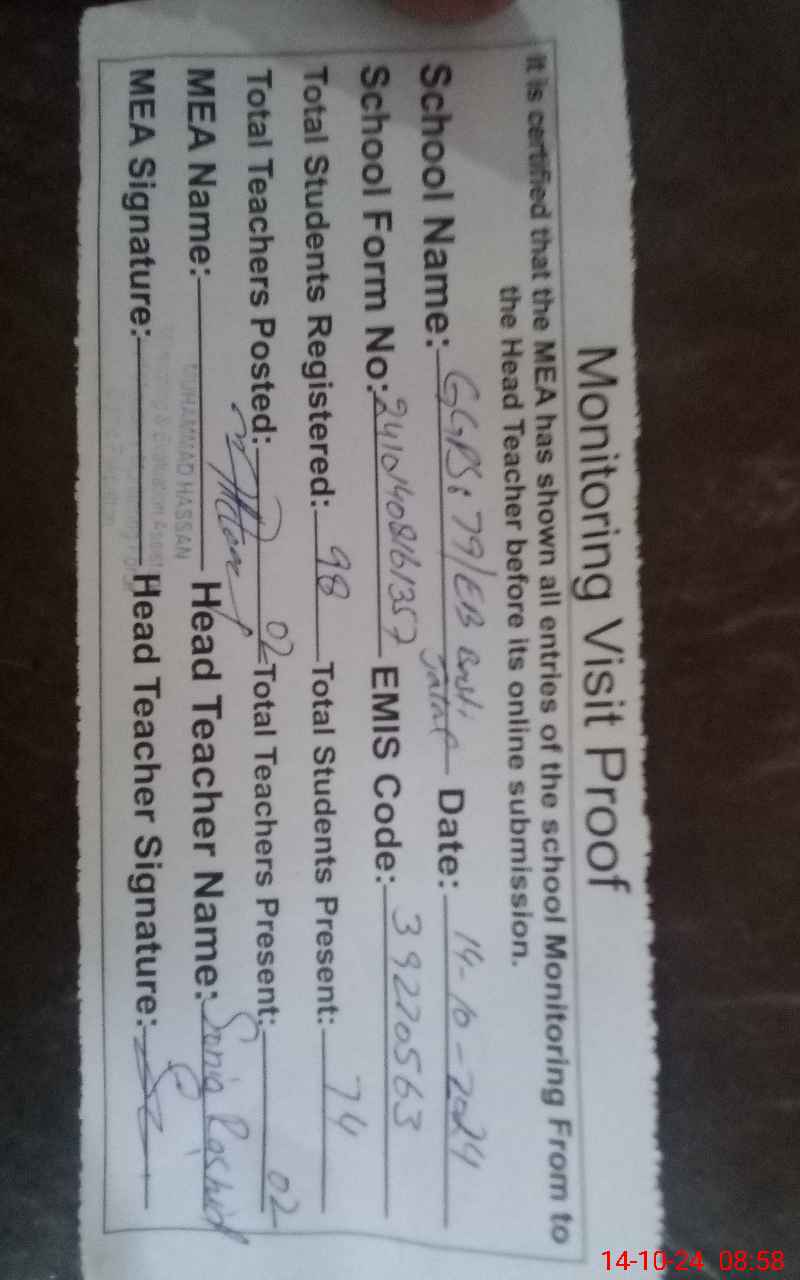 Monitoring Visit Proof
It is certified that the MEA has shown all entries of the school Monitoring From to
the Head Teacher before its online submission.
School Name: GGPS: 79/EB Basti Date: 14-10-2024
School Form No: EMIS Code: 39220563
Total Students Registered: 98 Total Students Present: 74
Total Teachers Posted: 02 Total Teachers Present: 02
MEA Name: Head Teacher Name: Sonia Rashid
MUHAMMAD HASSAN
MEA Signature: Head Teacher Signature:
14-10-24 08:58